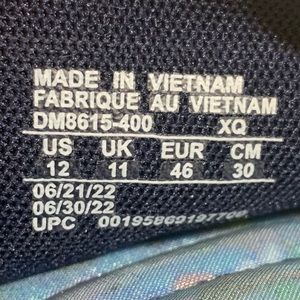 MADE IN VIETNAM
FABRIQUE AU VIETNAM
DM8615-400 XQ
US UK EUR CM
12 11 46 30
06/21/22
06/30/22
UPC